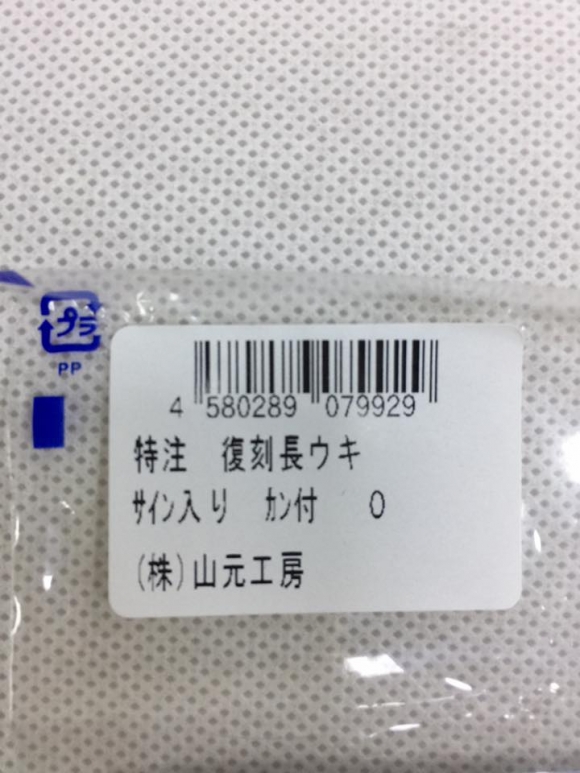 プラ
PP
4 580289 079929
特注 復刻長ウキ
ｻｲﾝ入り ｶﾝ付 0
(株)山元工房